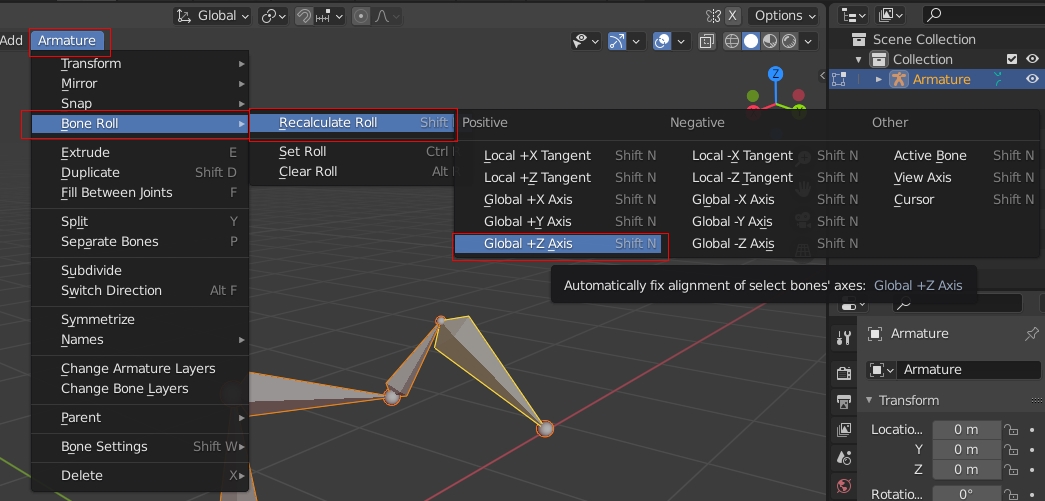 Global
X
Options
Add
Armature
Scene Collection
Collection
Armature
Z
Transform
Mirror
Snap
Bone Roll
Extrude E
Duplicate Shift D
Fill Between Joints F
Split Y
Separate Bones P
Subdivide
Switch Direction Alt F
Symmetrize
Names
Change Armature Layers
Change Bone Layers
Parent
Bone Settings Shift W
Delete X
Recalculate Roll Shift
Set Roll Ctrl
Clear Roll Alt
Positive
Local +X Tangent Shift N
Local +Z Tangent Shift N
Global +X Axis Shift N
Global +Y Axis Shift N
Global +Z Axis Shift N
Negative
Local -X Tangent Shift N
Local -Z Tangent Shift N
Global -X Axis Shift N
Global -Y Axis Shift N
Global -Z Axis Shift N
Other
Active Bone Shift N
View Axis Shift N
Cursor Shift N
Automatically fix alignment of select bones' axes: Global +Z Axis
Armature
Armature
Transform
Locatio... 0 m
Y 0 m
Z 0 m
Rotation 0°